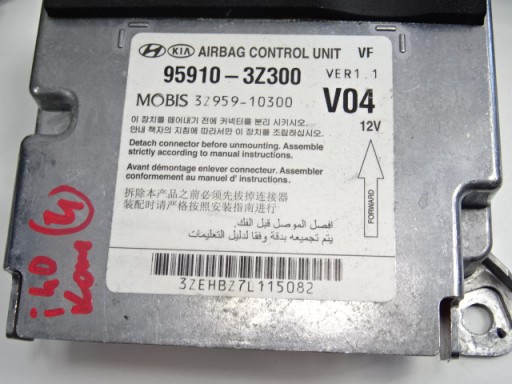 HYUNDAI KIA AIRBAG CONTROL UNIT VF
95910-3Z300 VER1.1
MOBIS 3Z959-10300 V04
이 장치를 떼어내기 전에 커넥터를 분리 시키시오.
안내 책자의 지침에 따라서만 이 장치를 조립하십시오.
12V
Detach connector before unmounting. Assemble
strictly according to manual instructions.
Avant démontage enlever connecteur. Assembler
conformement au manuel d' instructions.
拆除本产品之前必须先拔掉连接器
装配时请严格按照安装指南进行
افصل الموصل قبل الفك.
يتم تجميعه بدقة وفقا لدليل التعليمات
FORWARD
3ZEHBZ7L115082
i40